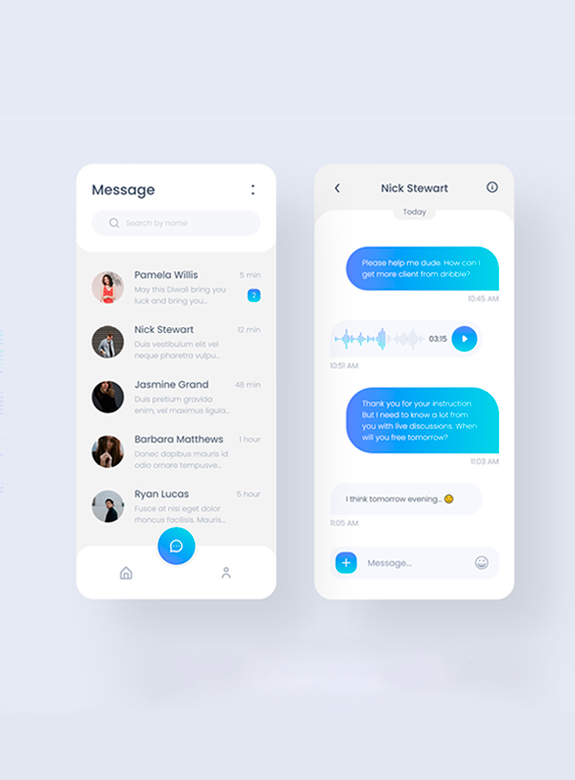 Message
Search by name
Pamela Willis
5 min
May this Diwali bring you
luck and bring you...
2
Nick Stewart
12 min
Duis vestibulum elit vel
neque pharetra vulpu...
Jasmine Grand
48 min
Duis pretium gravida
enim, vel maximus ligula...
Barbara Matthews
1 hour
Donec dapibus mauris id
odio ornare tempusve...
Ryan Lucas
5 hour
Fusce at nisi eget dolor
rhoncus facilisis. Mauris...
Nick Stewart
Today
Please help me dude. How can I
get more client from dribble?
10:45 AM
03:15
10:51 AM
Thank you for your instruction.
But I need to know a lot from
you with live discussions. When
will you free tomorrow?
11:03 AM
I think tomorrow evening..
11:05 AM
Message...